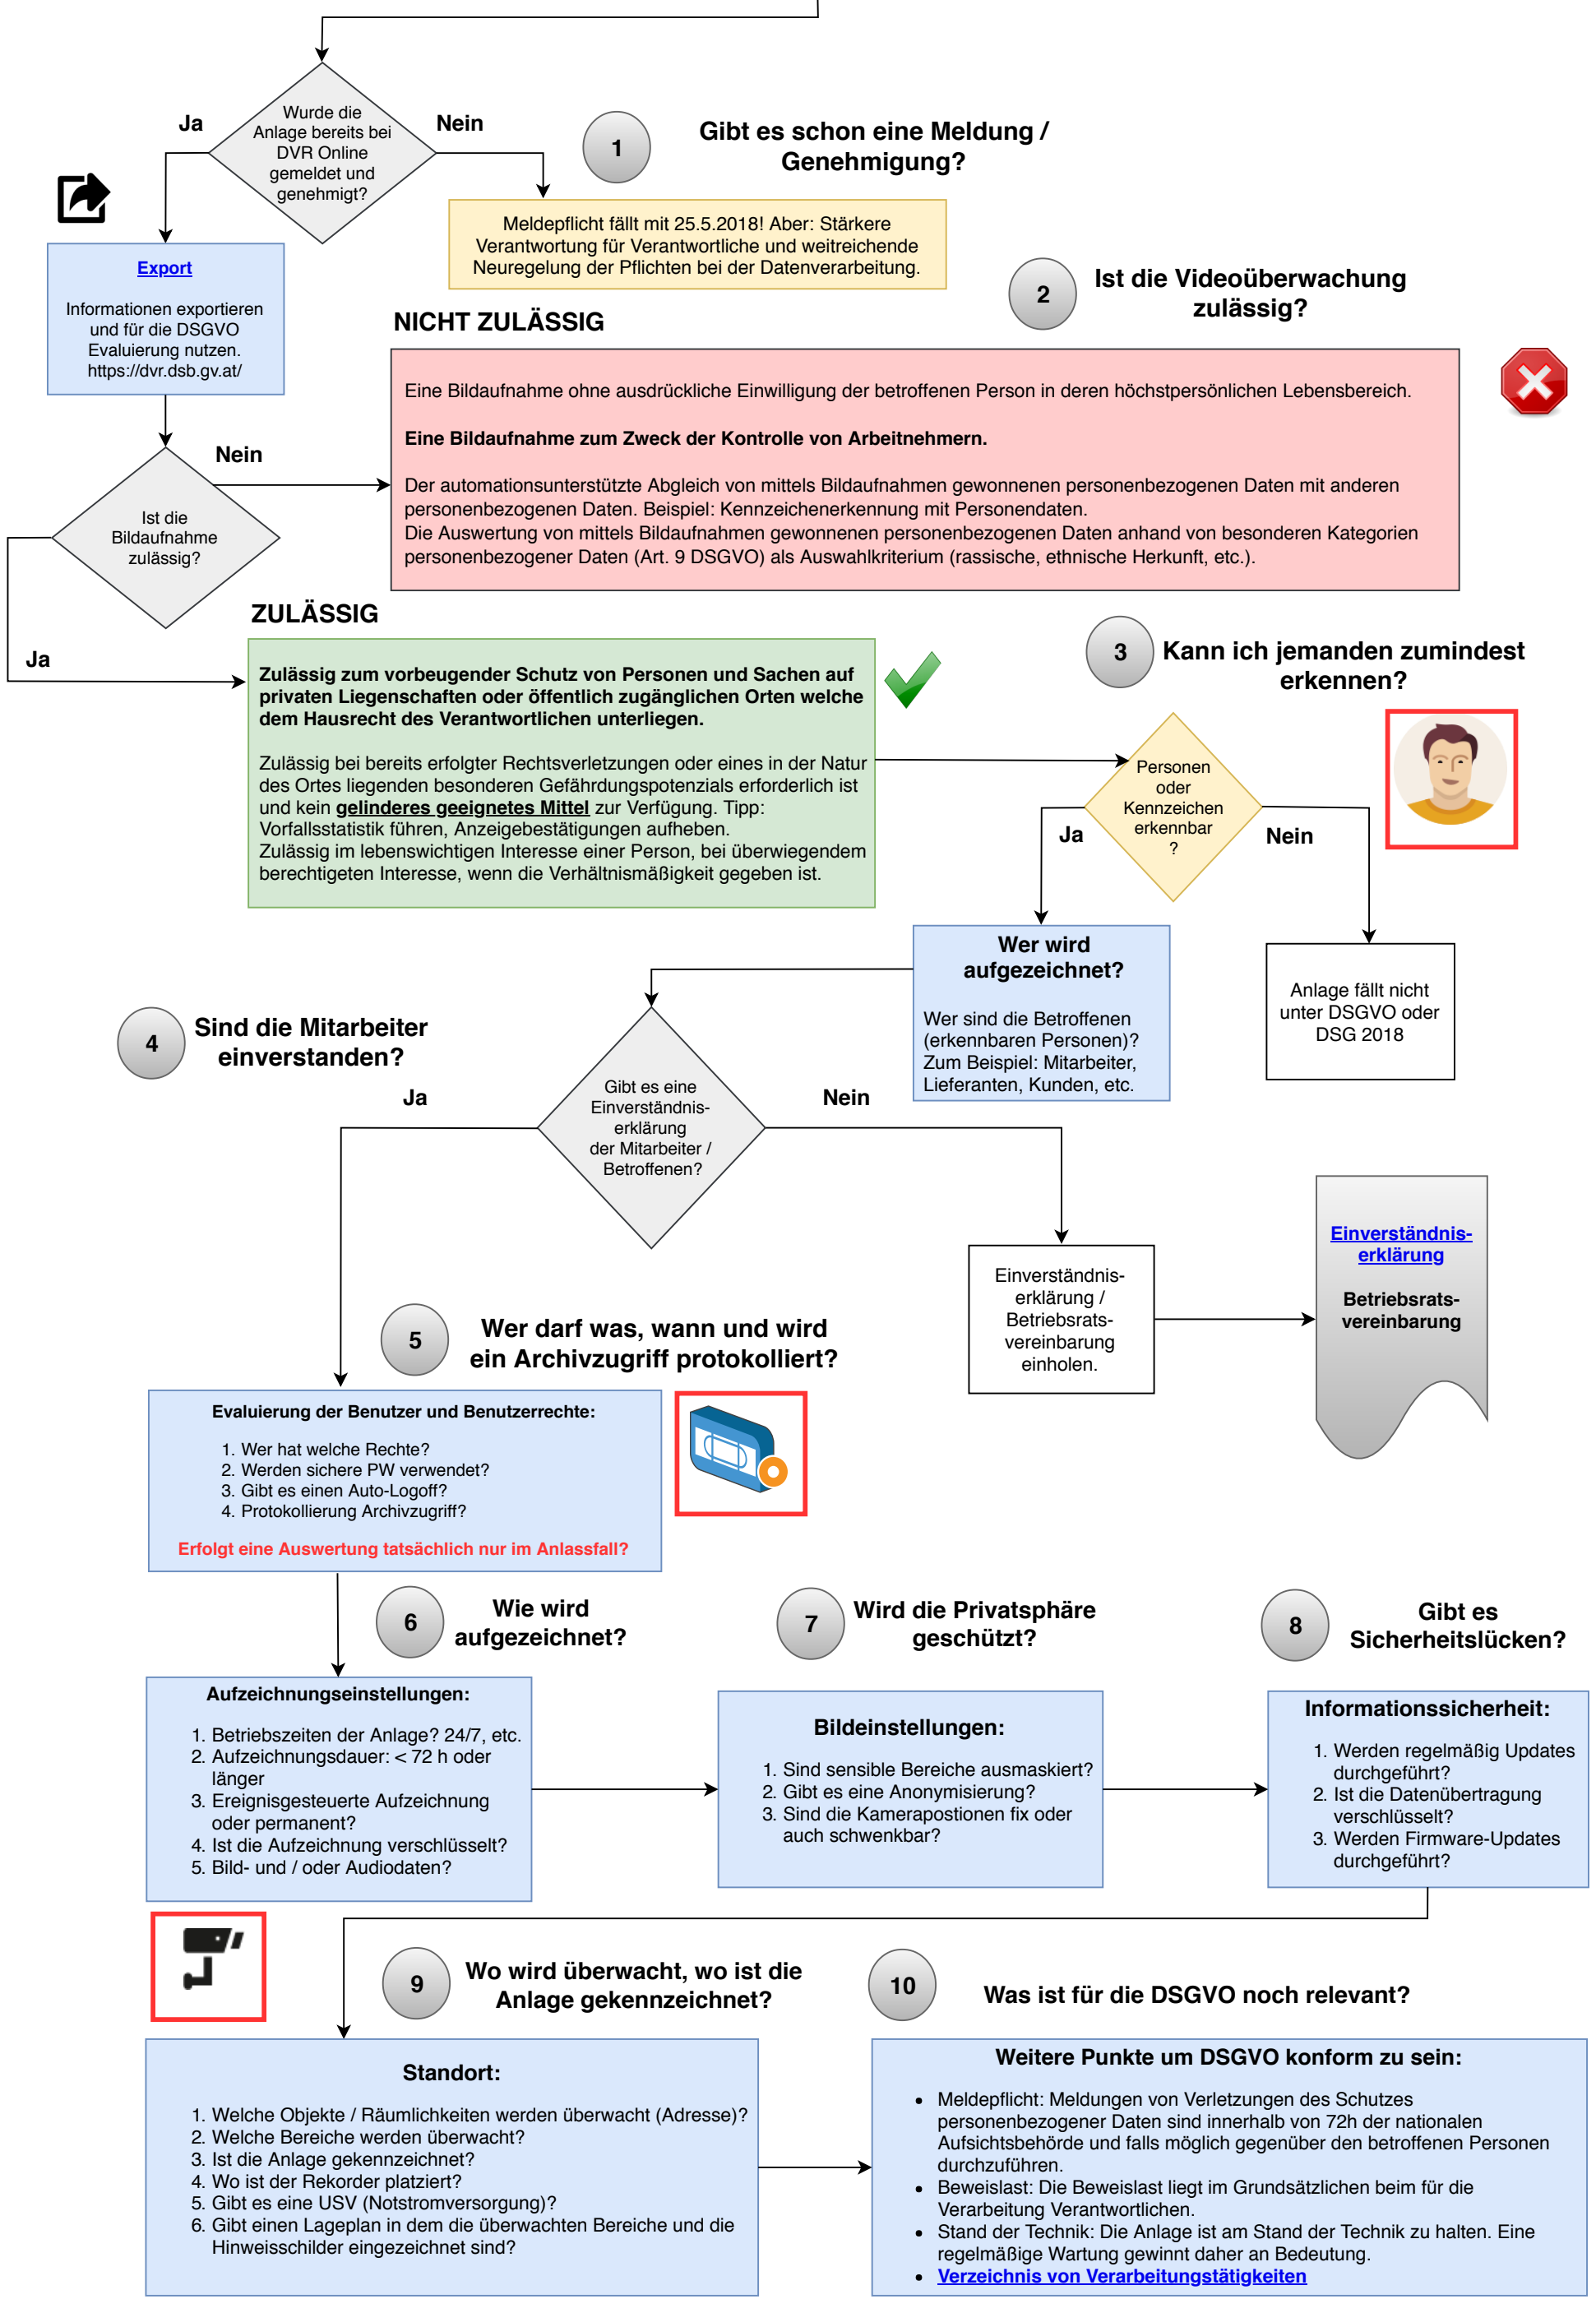 Wurde die
Anlage bereits bei
DVR Online
gemeldet und
genehmigt?
Ja
Nein
1
Gibt es schon eine Meldung /
Genehmigung?
Meldepflicht fällt mit 25.5.2018! Aber: Stärkere
Verantwortung für Verantwortliche und weitreichende
Neuregelung der Pflichten bei der Datenverarbeitung.
Export
Informationen exportieren
und für die DSGVO
Evaluierung nutzen.
https://dvr.dsb.gv.at/
2
Ist die Videoüberwachung
zulässig?
NICHT ZULÄSSIG
Eine Bildaufnahme ohne ausdrückliche Einwilligung der betroffenen Person in deren höchstpersönlichen Lebensbereich.
Eine Bildaufnahme zum Zweck der Kontrolle von Arbeitnehmern.
Der automationsunterstützte Abgleich von mittels Bildaufnahmen gewonnenen personenbezogenen Daten mit anderen
personenbezogenen Daten. Beispiel: Kennzeichenerkennung mit Personendaten.
Die Auswertung von mittels Bildaufnahmen gewonnenen personenbezogenen Daten anhand von besonderen Kategorien
personenbezogener Daten (Art. 9 DSGVO) als Auswahlkriterium (rassische, ethnische Herkunft, etc.).
Nein
Ist die
Bildaufnahme
zulässig?
Ja
ZULÄSSIG
Zulässig zum vorbeugender Schutz von Personen und Sachen auf
privaten Liegenschaften oder öffentlich zugänglichen Orten welche
dem Hausrecht des Verantwortlichen unterliegen.
Zulässig bei bereits erfolgter Rechtsverletzungen oder eines in der Natur
des Ortes liegenden besonderen Gefährdungspotenzials erforderlich ist
und kein gelinderes geeignetes Mittel zur Verfügung. Tipp:
Vorfallsstatistik führen, Anzeigebestätigungen aufheben.
Zulässig im lebenswichtigen Interesse einer Person, bei überwiegendem
berechtigeten Interesse, wenn die Verhältnismäßigkeit gegeben ist.
3
Kann ich jemanden zumindest
erkennen?
Personen
oder
Kennzeichen
erkennbar
?
Ja
Nein
Wer wird
aufgezeichnet?
Wer sind die Betroffenen
(erkennbaren Personen)?
Zum Beispiel: Mitarbeiter,
Lieferanten, Kunden, etc.
Anlage fällt nicht
unter DSGVO oder
DSG 2018
4
Sind die Mitarbeiter
einverstanden?
Gibt es eine
Einverständnis-
erklärung
der Mitarbeiter /
Betroffenen?
Ja
Nein
Einverständnis-
erklärung /
Betriebsrats-
vereinbarung
einholen.
Einverständnis-
erklärung
Betriebsrats-
vereinbarung
5
Wer darf was, wann und wird
ein Archivzugriff protokolliert?
Evaluierung der Benutzer und Benutzerrechte:
1. Wer hat welche Rechte?
2. Werden sichere PW verwendet?
3. Gibt es einen Auto-Logoff?
4. Protokollierung Archivzugriff?
Erfolgt eine Auswertung tatsächlich nur im Anlassfall?
6
Wie wird
aufgezeichnet?
Aufzeichnungseinstellungen:
1. Betriebszeiten der Anlage? 24/7, etc.
2. Aufzeichnungsdauer: < 72 h oder
länger
3. Ereignisgesteuerte Aufzeichnung
oder permanent?
4. Ist die Aufzeichnung verschlüsselt?
5. Bild- und / oder Audiodaten?
7
Wird die Privatsphäre
geschützt?
Bildeinstellungen:
1. Sind sensible Bereiche ausmaskiert?
2. Gibt es eine Anonymisierung?
3. Sind die Kamerapostionen fix oder
auch schwenkbar?
8
Gibt es
Sicherheitslücken?
Informationssicherheit:
1. Werden regelmäßig Updates
durchgeführt?
2. Ist die Datenübertragung
verschlüsselt?
3. Werden Firmware-Updates
durchgeführt?
9
Wo wird überwacht, wo ist die
Anlage gekennzeichnet?
Standort:
1. Welche Objekte / Räumlichkeiten werden überwacht (Adresse)?
2. Welche Bereiche werden überwacht?
3. Ist die Anlage gekennzeichnet?
4. Wo ist der Rekorder platziert?
5. Gibt es eine USV (Notstromversorgung)?
6. Gibt einen Lageplan in dem die überwachten Bereiche und die
Hinweisschilder eingezeichnet sind?
10
Was ist für die DSGVO noch relevant?
Weitere Punkte um DSGVO konform zu sein:
• Meldepflicht: Meldungen von Verletzungen des Schutzes
personenbezogener Daten sind innerhalb von 72h der nationalen
Aufsichtsbehörde und falls möglich gegenüber den betroffenen Personen
durchzuführen.
• Beweislast: Die Beweislast liegt im Grundsätzlichen beim für die
Verarbeitung Verantwortlichen.
• Stand der Technik: Die Anlage ist am Stand der Technik zu halten. Eine
regelmäßige Wartung gewinnt daher an Bedeutung.
• Verzeichnis von Verarbeitungstätigkeiten